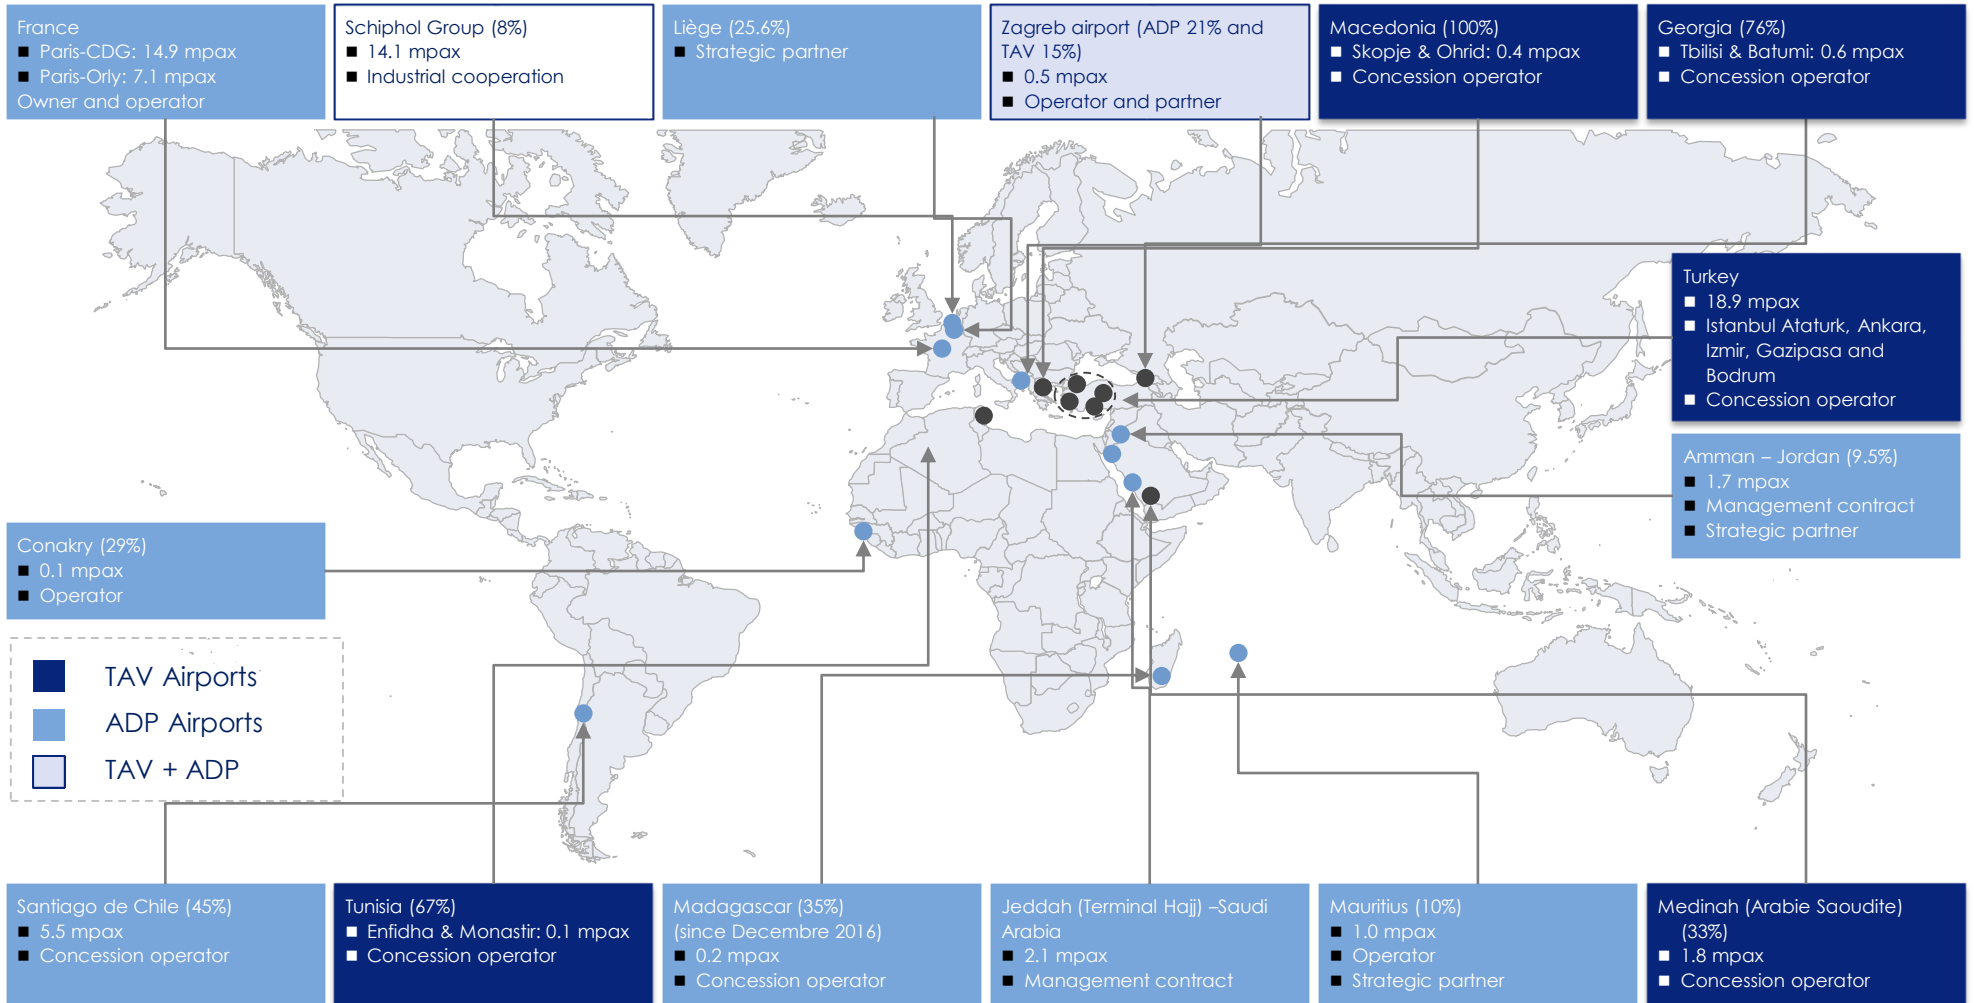 France
■ Paris-CDG: 14.9 mpax
■ Paris-Orly: 7.1 mpax
Owner and operator
Schiphol Group (8%)
■ 14.1 mpax
■ Industrial cooperation
Liège (25.6%)
■ Strategic partner
Zagreb airport (ADP 21% and
TAV 15%)
■ 0.5 mpax
■ Operator and partner
Macedonia (100%)
■ Skopje & Ohrid: 0.4 mpax
■ Concession operator
Georgia (76%)
■ Tbilisi & Batumi: 0.6 mpax
■ Concession operator
Turkey
■ 18.9 mpax
■ Istanbul Ataturk, Ankara,
Izmir, Gazipasa and
Bodrum
■ Concession operator
Amman – Jordan (9.5%)
■ 1.7 mpax
■ Management contract
■ Strategic partner
Conakry (29%)
■ 0.1 mpax
■ Operator
TAV Airports
ADP Airports
TAV + ADP
Santiago de Chile (45%)
■ 5.5 mpax
■ Concession operator
Tunisia (67%)
■ Enfidha & Monastir: 0.1 mpax
■ Concession operator
Madagascar (35%)
(since Decembre 2016)
■ 0.2 mpax
■ Concession operator
Jeddah (Terminal Hajj) –Saudi
Arabia
■ 2.1 mpax
■ Management contract
Mauritius (10%)
■ 1.0 mpax
■ Operator
■ Strategic partner
Medinah (Arabie Saoudite)
(33%)
■ 1.8 mpax
■ Concession operator